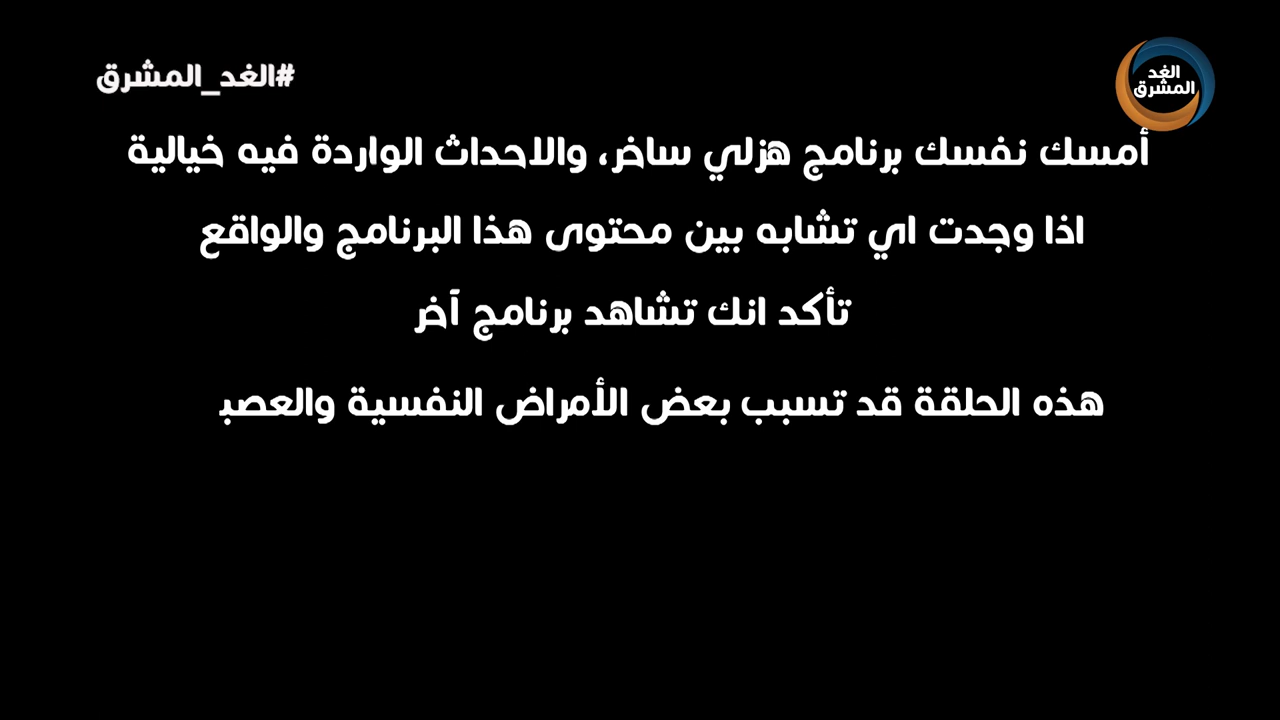 #الغد_المشرق
الغد
المشرق
أمسك نفسك برنامج هزلي ساخر، والاحداث الواردة فيه خيالية
اذا وجدت اي تشابه بين محتوى هذا البرنامج والواقع
تأكد انك تشاهد برنامج آخر
هذه الحلقة قد تسبب بعض الأمراض النفسية والعصبـ